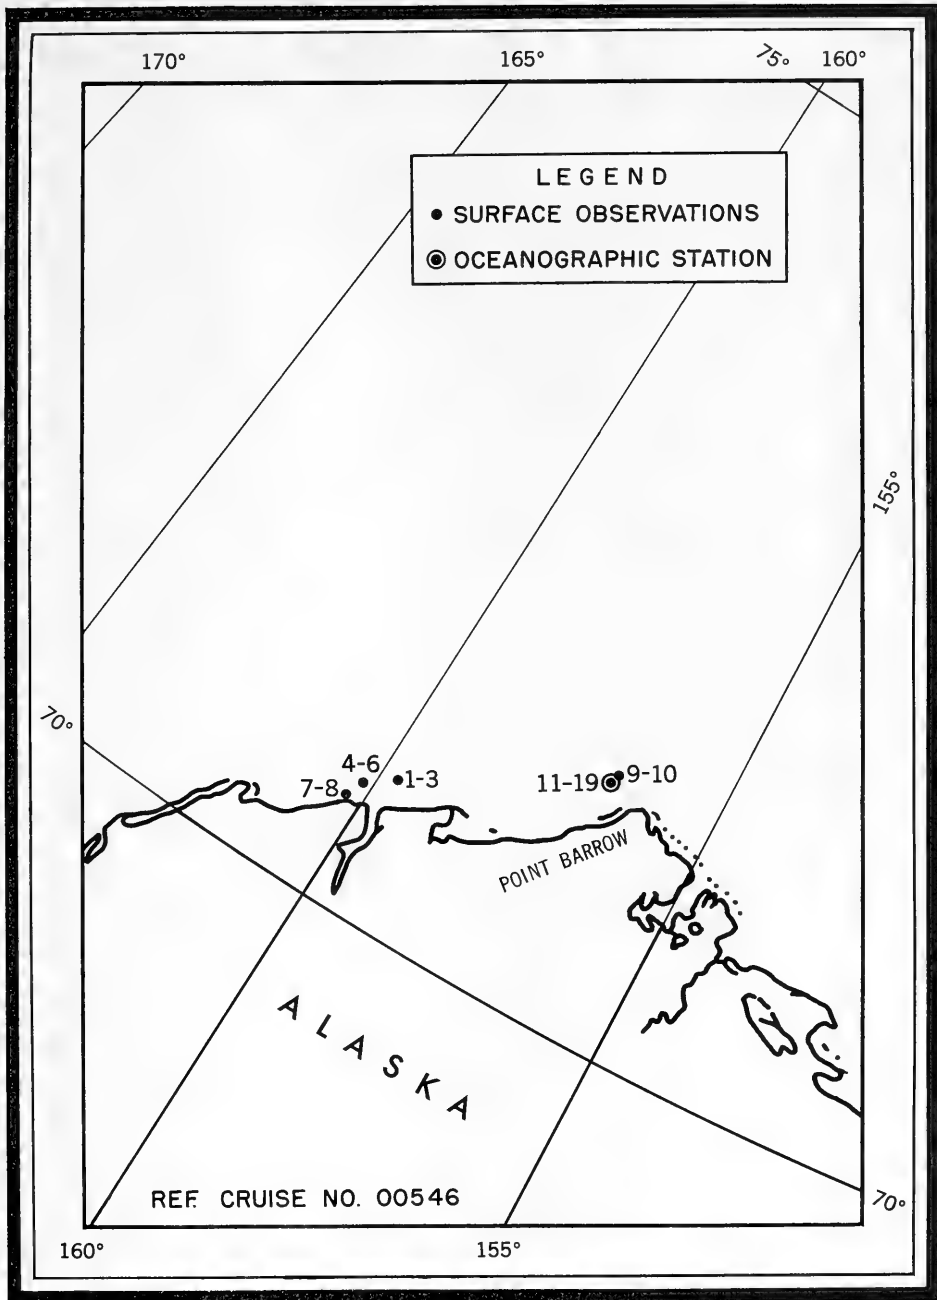 170°
165°
75°
160°
LEGEND
SURFACE OBSERVATIONS
OCEANOGRAPHIC STATION
155°
70°
4-6
7-8
1-3
11-19
9-10
POINT BARROW
ALASKA
REF. CRUISE NO. 00546
70°
160°
155°